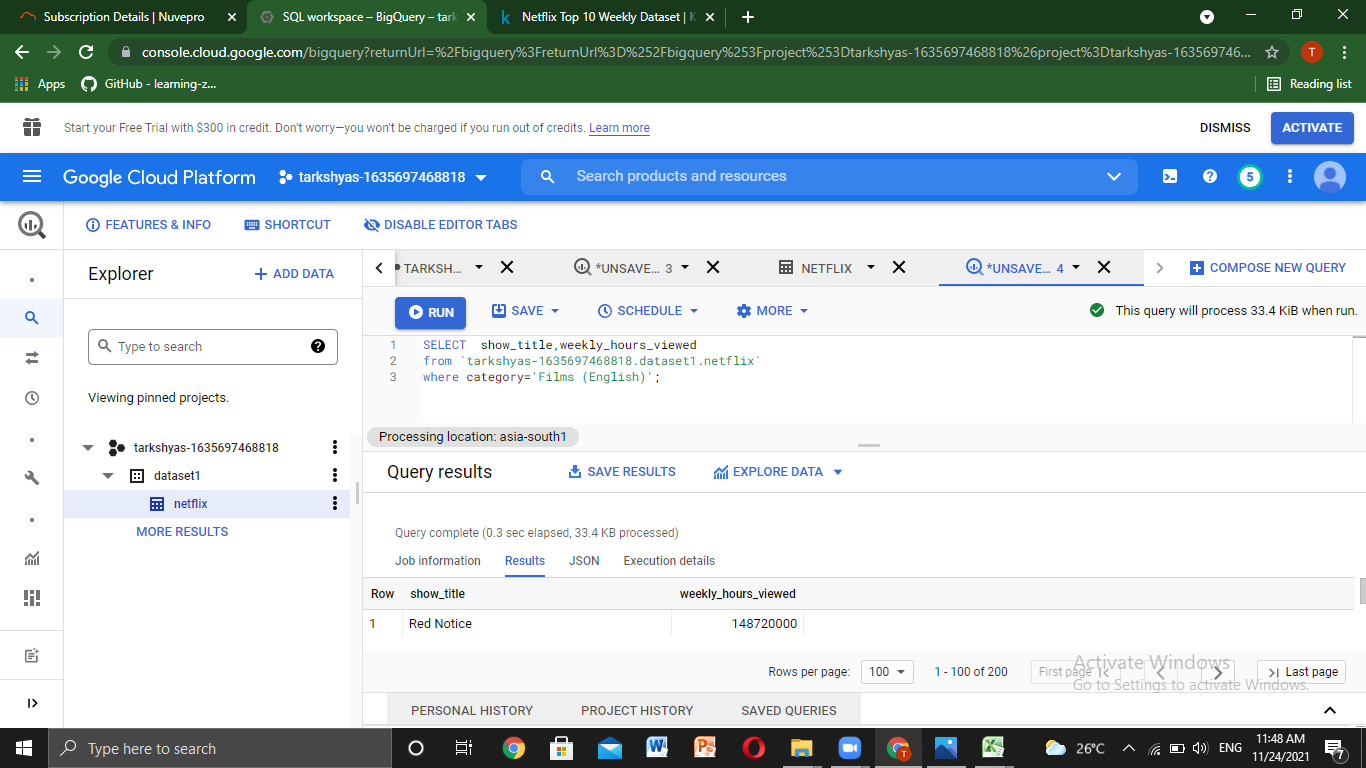 Subscription Details | Nuvepro
SQL workspace – BigQuery – tark
Netflix Top 10 Weekly Dataset | K
console.cloud.google.com/bigquery?returnUrl=%2Fbigquery%3FreturnUrl%3D%252Fbigquery%253Fproject%253Dtarkshyas-1635697468818%26project%3Dtarkshyas-163569746...
T
Apps
GitHub - learning-z...
Reading list
Start your Free Trial with $300 in credit. Don't worry—you won't be charged if you run out of credits. Learn more
DISMISS
ACTIVATE
Google Cloud Platform
tarkshyas-1635697468818
Search products and resources
5
FEATURES & INFO
SHORTCUT
DISABLE EDITOR TABS
Explorer
+ ADD DATA
TARKSH...
*UNSAVE... 3
NETFLIX
*UNSAVE... 4
COMPOSE NEW QUERY
RUN
SAVE
SCHEDULE
MORE
This query will process 33.4 KiB when run.
Type to search
Viewing pinned projects.
tarkshyas-1635697468818
dataset1
netflix
MORE RESULTS
1 SELECT show_title,weekly_hours_viewed
2 from `tarkshyas-1635697468818.dataset1.netflix`
3 where category='Films (English)';
Processing location: asia-south1
Query results
SAVE RESULTS
EXPLORE DATA
Query complete (0.3 sec elapsed, 33.4 KB processed)
Job information
Results
JSON
Execution details
Row show_title weekly_hours_viewed
1 Red Notice 148720000
Rows per page: 100 1 - 100 of 200 First page Last page
Activate Windows
Go to Settings to activate Windows.
PERSONAL HISTORY
PROJECT HISTORY
SAVED QUERIES
Type here to search
26°C
ENG
11:48 AM
11/24/2021
7